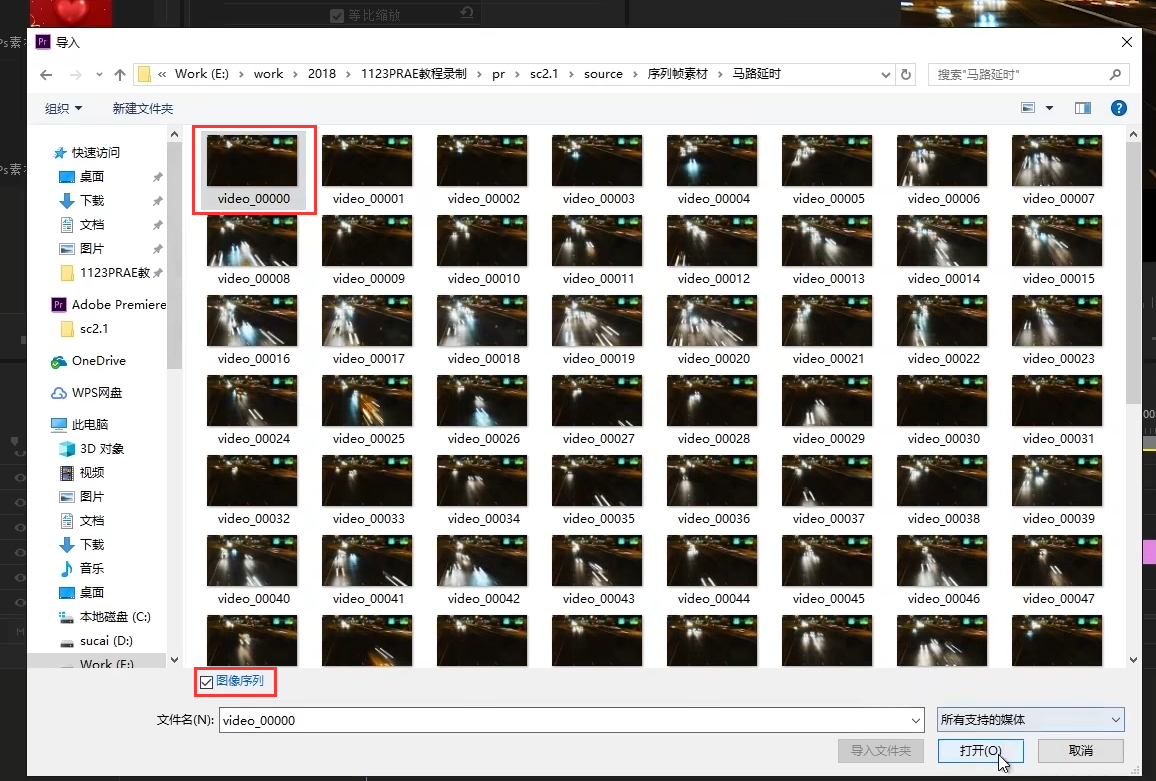 等比缩放
Ps素
Pr 导入
« Work (E:) › work › 2018 › 1123PRAE教程录制 › pr › sc2.1 › source › 序列帧素材 › 马路延时
搜索"马路延时"
组织 新建文件夹
快速访问
桌面
下载
文档
图片
1123PRAE教
Pr Adobe Premiere
sc2.1
OneDrive
WPS网盘
此电脑
3D 对象
视频
图片
文档
下载
音乐
桌面
本地磁盘 (C:)
sucai (D:)
Work (E:)
Ps素
video_00000 video_00001 video_00002 video_00003 video_00004 video_00005 video_00006 video_00007
video_00008 video_00009 video_00010 video_00011 video_00012 video_00013 video_00014 video_00015
video_00016 video_00017 video_00018 video_00019 video_00020 video_00021 video_00022 video_00023
video_00024 video_00025 video_00026 video_00027 video_00028 video_00029 video_00030 video_00031
video_00032 video_00033 video_00034 video_00035 video_00036 video_00037 video_00038 video_00039
video_00040 video_00041 video_00042 video_00043 video_00044 video_00045 video_00046 video_00047
图像序列
文件名(N): video_00000 所有支持的媒体
导入文件夹 打开(O) 取消